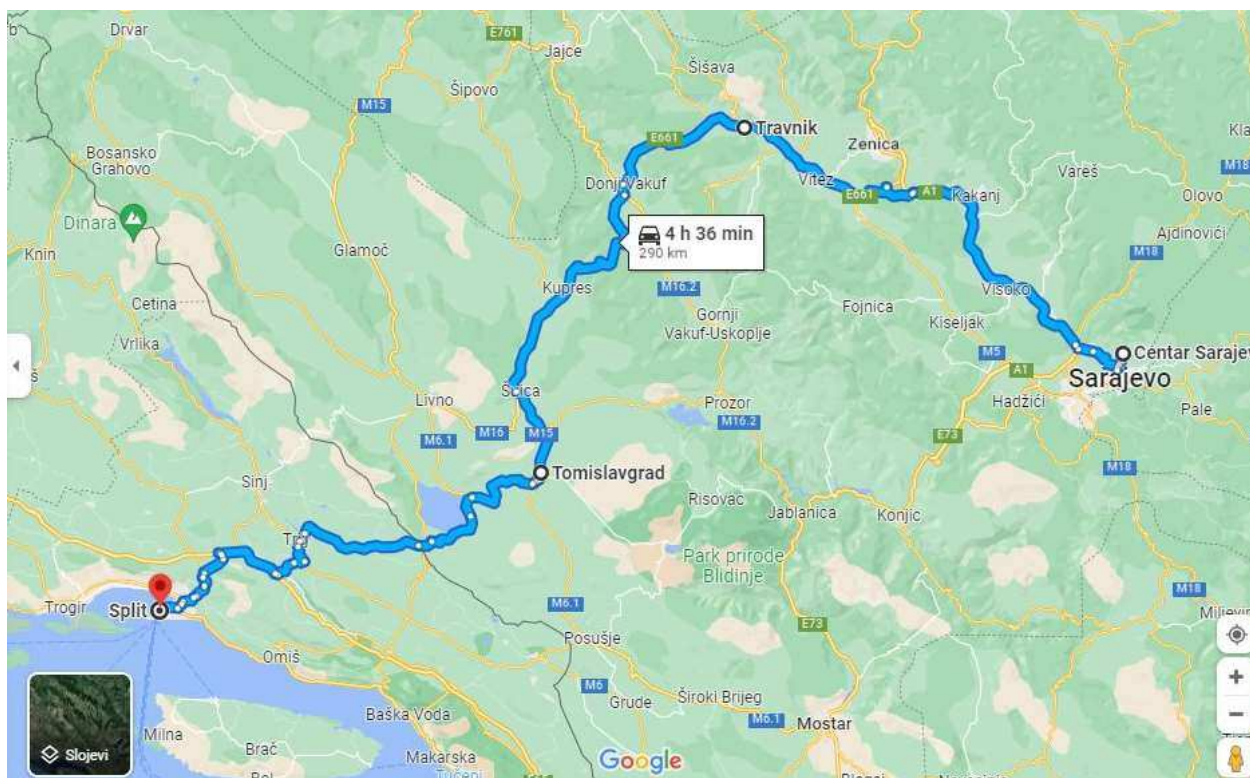 Drvar
E761
Jajce
Šišava
Šipovo
M15
E661
Travnik
Zenica
Kla
M18
Bosansko
Grahovo
Donji Vakuf
Vitez
E661
A1
Kakanj
Vareš
Olovo
Dinara
4 h 36 min
290 km
Ajdinovići
Knin
Glamoč
M18
Cetina
Kupres
M16.2
Visoko
Fojnica
Gornji
Vakuf-Uskoplje
Kiseljak
Vrlika
M5
Centar Sarajev
A1
Sarajevo
Livno
Hadžići
Prozor
Pale
M6.1
M16
M15
M16.2
E73
Tomislavgrad
M18
Sinj
Risovac
Jablanica
Konjic
Park prirode
Blidinje
M18
Trogir
Split
M6.1
E73
Posušje
Omiš
M6
Grude
Široki Brijeg
Baška Voda
M6.1
Mostar
Milna
Brač
Makarska
Tučepi
Slojevi
Google